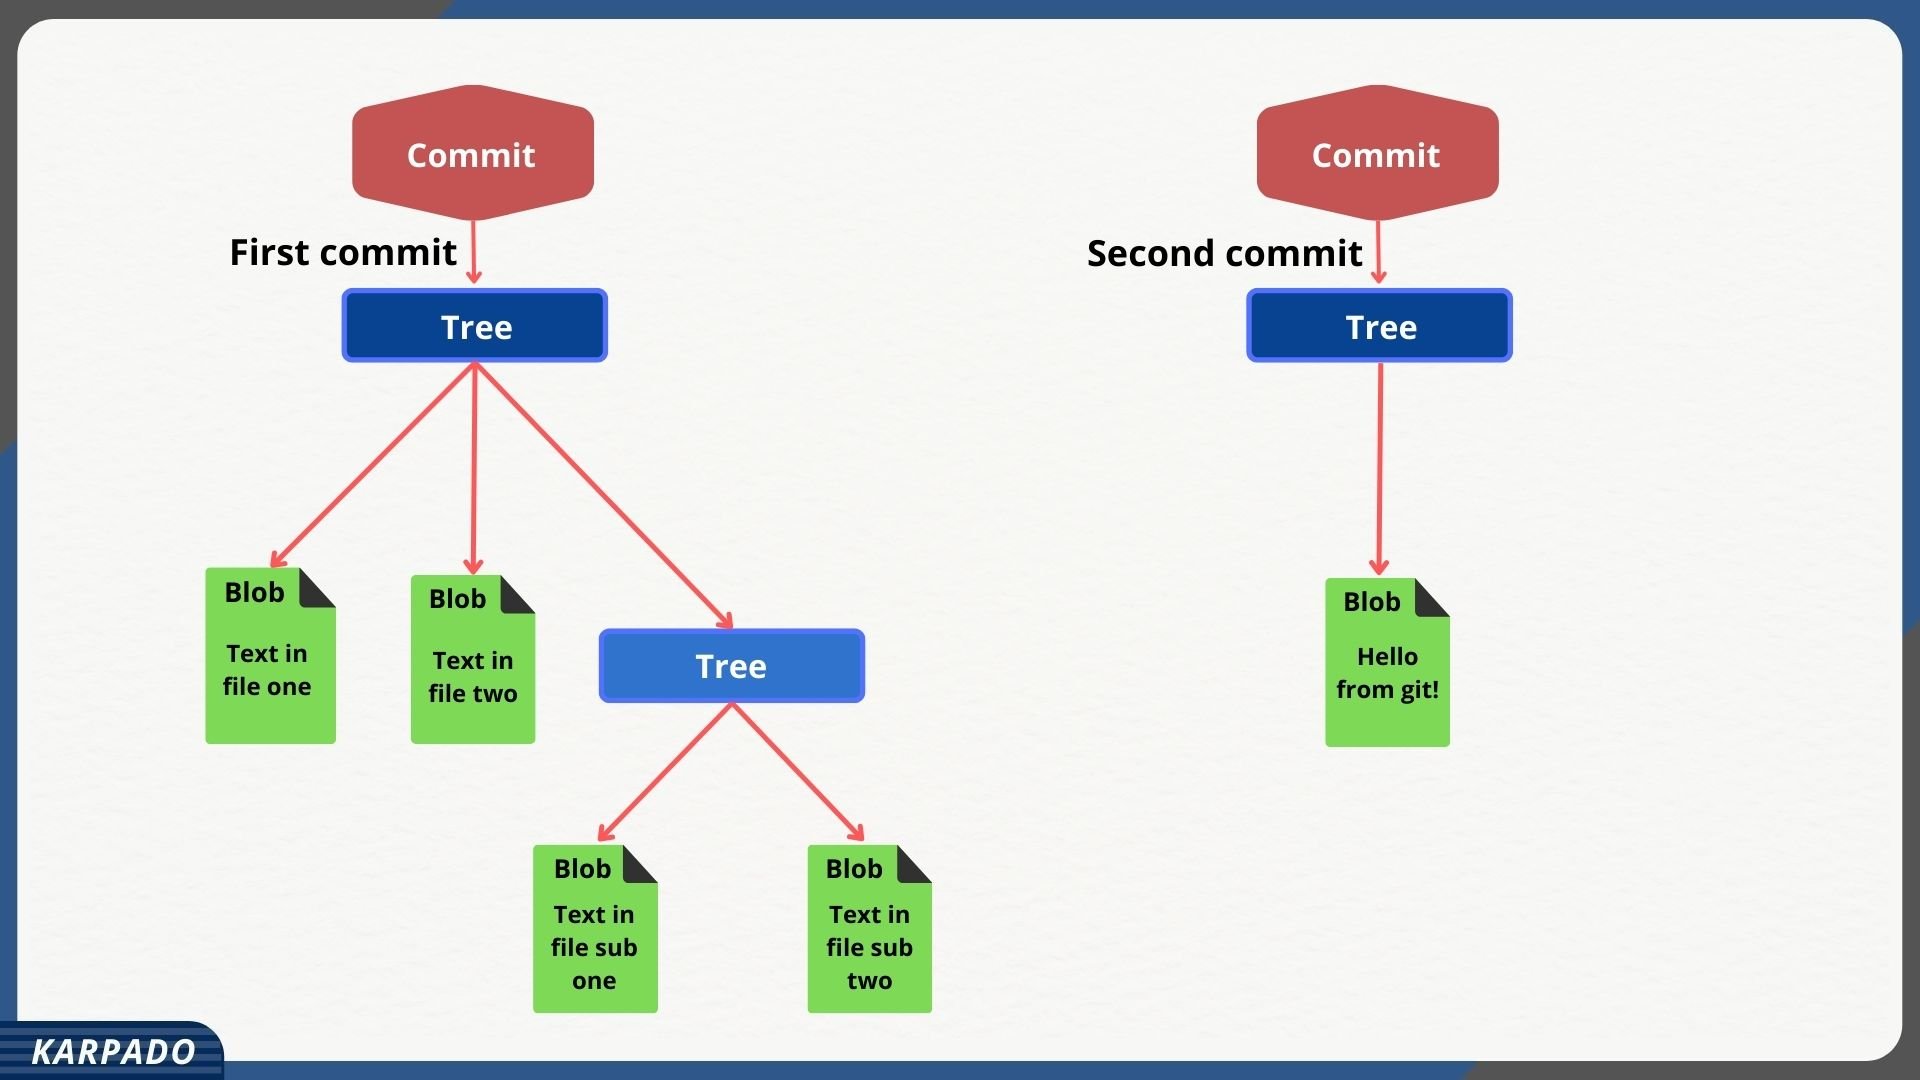 Commit
First commit
Tree
Blob
Text in
file one
Blob
Text in
file two
Tree
Blob
Text in
file sub
one
Blob
Text in
file sub
two
Commit
Second commit
Tree
Blob
Hello
from git!
KARPADO